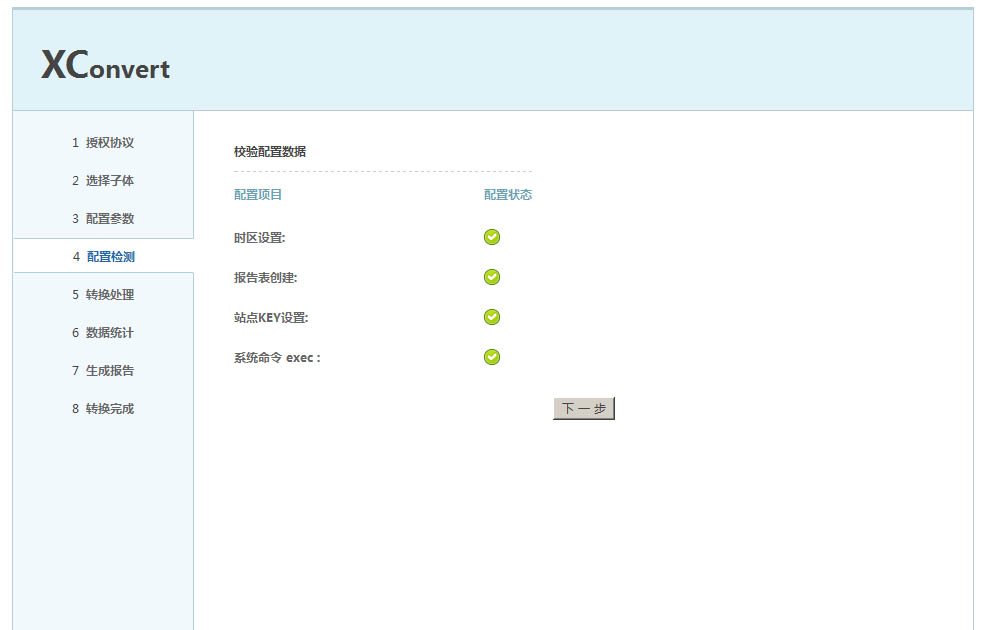 XConvert
1 授权协议
2 选择子体
3 配置参数
4 配置检测
5 转换处理
6 数据统计
7 生成报告
8 转换完成
校验配置数据
配置项目 配置状态
时区设置:
报告表创建:
站点KEY设置:
系统命令 exec :
下 一 步